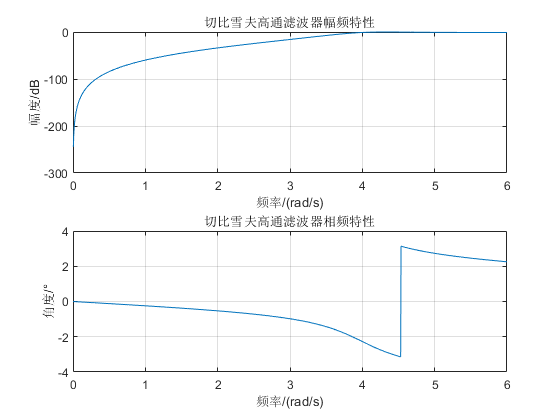 切比雪夫高通滤波器幅频特性
0
-100
-200
-300
幅度/dB
0 1 2 3 4 5 6
频率/(rad/s)
切比雪夫高通滤波器相频特性
4
2
0
-2
-4
角度/°
0 1 2 3 4 5 6
频率/(rad/s)